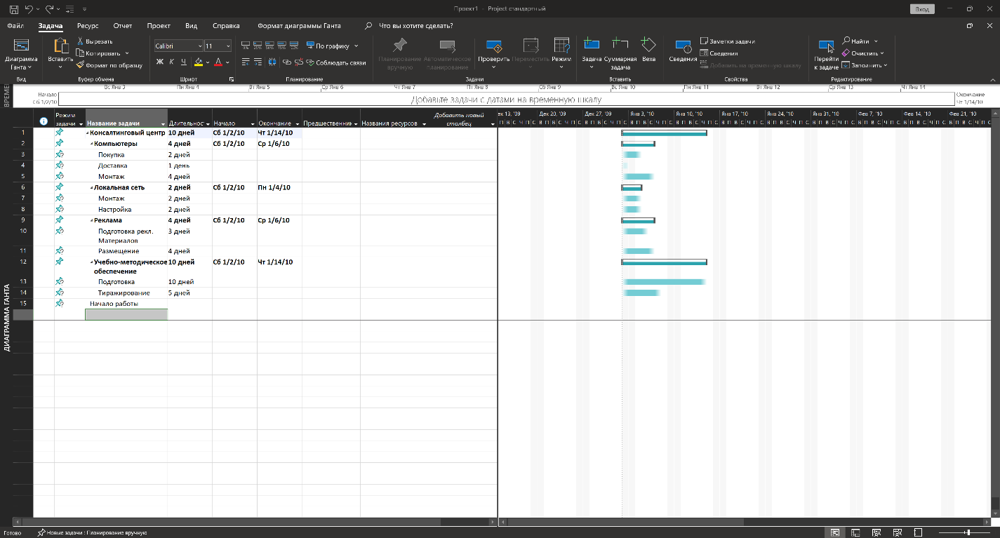 Проект1 - Project стандартный
Вход
Файл Задача Ресурс Отчет Проект Вид Справка Формат диаграммы Ганта Что вы хотите сделать?
Диаграмма Ганта
Вид
Вставить
Вырезать
Копировать
Формат по образцу
Буфер обмена
Calibri 11
Ж К Ч
Шрифт
0% 25% 50% 75% 100%
По графику
Соблюдать связи
Планирование
Планирование вручную
Автоматическое планирование
Проверить
Переместить
Режим
Задачи
Задача
Суммарная задача
Веха
Вставить
Сведения
Заметки задачи
Сведения
Добавить на временную шкалу
Свойства
Перейти к задаче
Найти
Очистить
Заполнить
Редактирование
ВРЕМЕ
Начало
Сб 1/2/10
Вс Янв 3 Пн Янв 4 Вт Янв 5 Ср Янв 6 Чт Янв 7 Пт Янв 8 Сб Янв 9 Вс Янв 10 Пн Янв 11 Вт Янв 12 Ср Янв 13 Чт Янв 14
Добавьте задачи с датами на временную шкалу
Окончание
Чт 1/14/10
Режим задачи Название задачи Длительнос Начало Окончание Предшественник Названия ресурсов Добавить новый столбец
ек 13, '09 Дек 20, '09 Дек 27, '09 Янв 3, '10 Янв 10, '10 Янв 17, '10 Янв 24, '10 Янв 31, '10 Фев 7, '10 Фев 14, '10 Фев 21, '10
П В С Ч П С В П В С Ч П С В П В С Ч П С В П В С Ч П С В П В С Ч П С В П В С Ч П С В П В С Ч П С В П В С Ч П С В П В С Ч П С В П В С Ч П С В П В С
1 Консалтинговый центр 10 дней Сб 1/2/10 Чт 1/14/10
2 Компьютеры 4 дней Сб 1/2/10 Ср 1/6/10
3 Покупка 2 дней
4 Доставка 1 день
5 Монтаж 4 дней
6 Локальная сеть 2 дней Сб 1/2/10 Пн 1/4/10
7 Монтаж 2 дней
8 Настройка 2 дней
9 Реклама 4 дней Сб 1/2/10 Ср 1/6/10
10 Подготовка рекл. 3 дней
Материалов
11 Размещение 4 дней
12 Учебно-методическое 10 дней Сб 1/2/10 Чт 1/14/10
обеспечение
13 Подготовка 10 дней
14 Тиражирование 5 дней
15 Начало работы
ДИАГРАММА ГАНТА
Готово Новые задачи : Планирование вручную